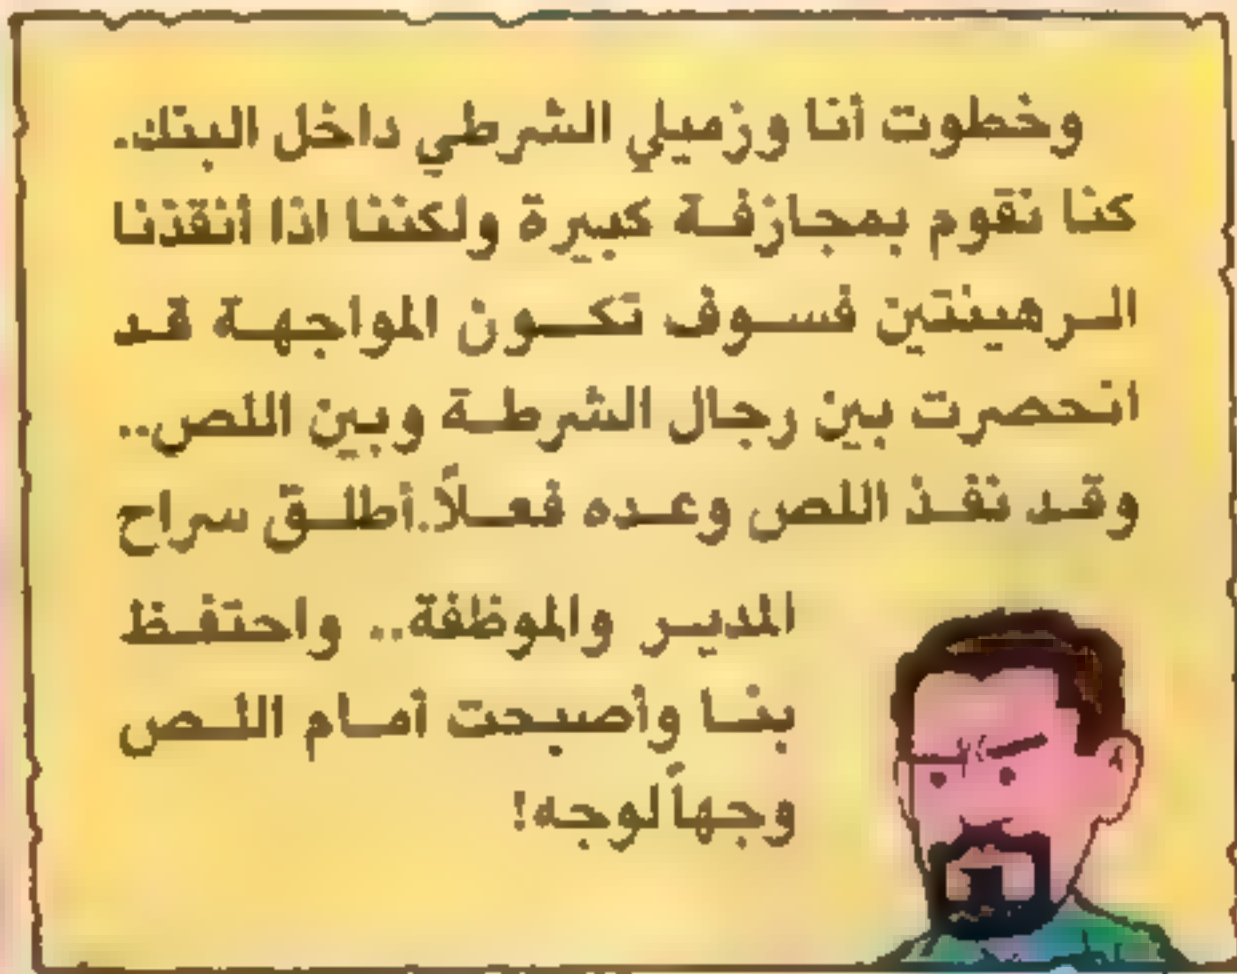 وخطوت أنا وزميلي الشرطي داخل البنك.
كنا نقوم بمجازفة كبيرة ولكننا اذا أنقذنا
الرهينتين فسوف تكون المواجهة قد
انحصرت بين رجال الشرطة وبين اللص..
وقد نفذ اللص وعده فعلاً.أطلق سراح
المدير والموظفة.. واحتفظ
بنا وأصبحت أمام اللص
وجهاً لوجه!